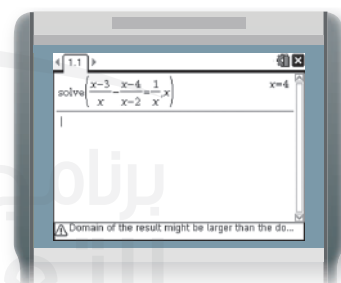 1.1
solve((x-3)/x-(x-4)/(x-2)=1/x,x) x=4
Domain of the result might be larger than the do...